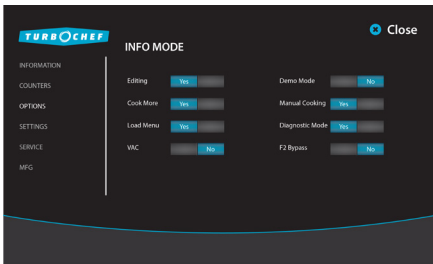 TURBOCHEF
Close
INFO MODE
INFORMATION
COUNTERS
OPTIONS
SETTINGS
SERVICE
MFG
Editing Yes
Demo Mode No
Cook More Yes
Manual Cooking Yes
Load Menu Yes
Diagnostic Mode Yes
VAC No
F2 Bypass No